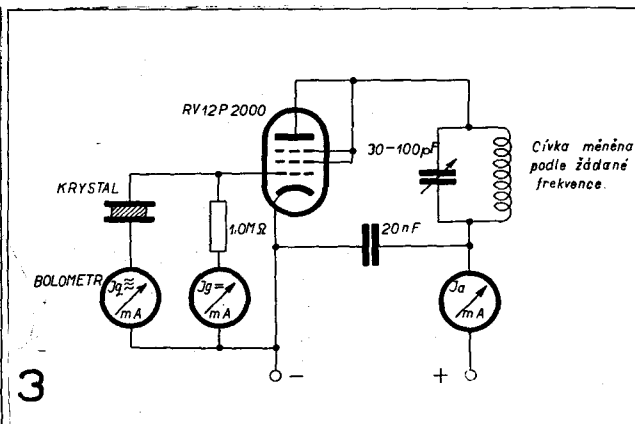 RV12P2000
30-100pF
Cívka měněna
podle žádané
frekvence.
KRYSTAL
1.0MΩ
20nF
BOLOMETR
Jq≈
mA
Jg=
mA
Ja
mA
-
+
3